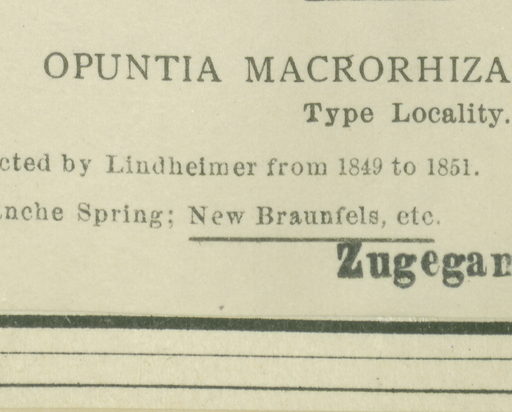 OPUNTIA MACRORHIZA
Type Locality.
cted by Lindheimer from 1849 to 1851.
nche Spring; New Braunfels, etc.
Zugegan